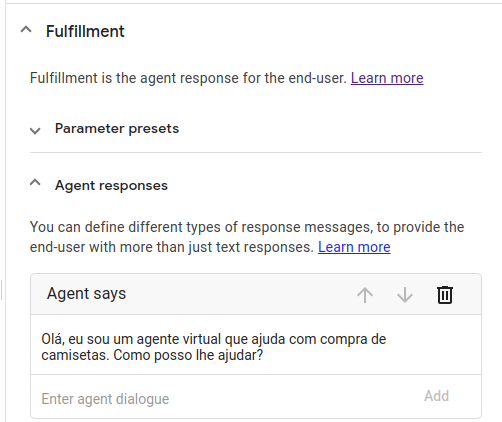 Fulfillment
Fulfillment is the agent response for the end-user. Learn more
Parameter presets
Agent responses
You can define different types of response messages, to provide the
end-user with more than just text responses. Learn more
Agent says
Olá, eu sou um agente virtual que ajuda com compra de
camisetas. Como posso lhe ajudar?
Enter agent dialogue
Add